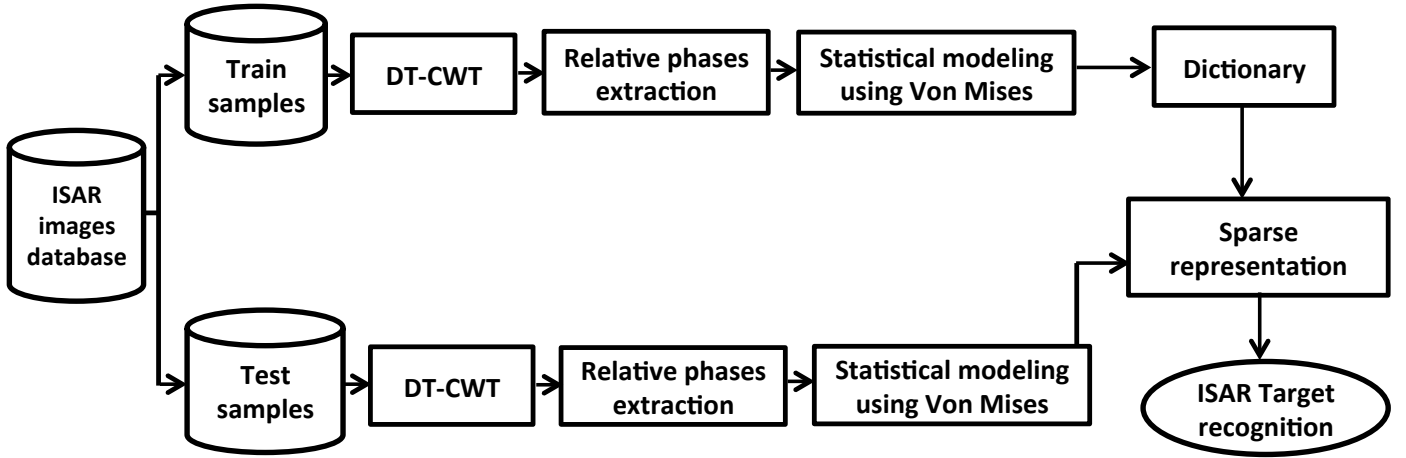 ISAR
images
database
Train
samples
DT-CWT
Relative phases
extraction
Statistical modeling
using Von Mises
Dictionary
Test
samples
DT-CWT
Relative phases
extraction
Statistical modeling
using Von Mises
Sparse
representation
ISAR Target
recognition